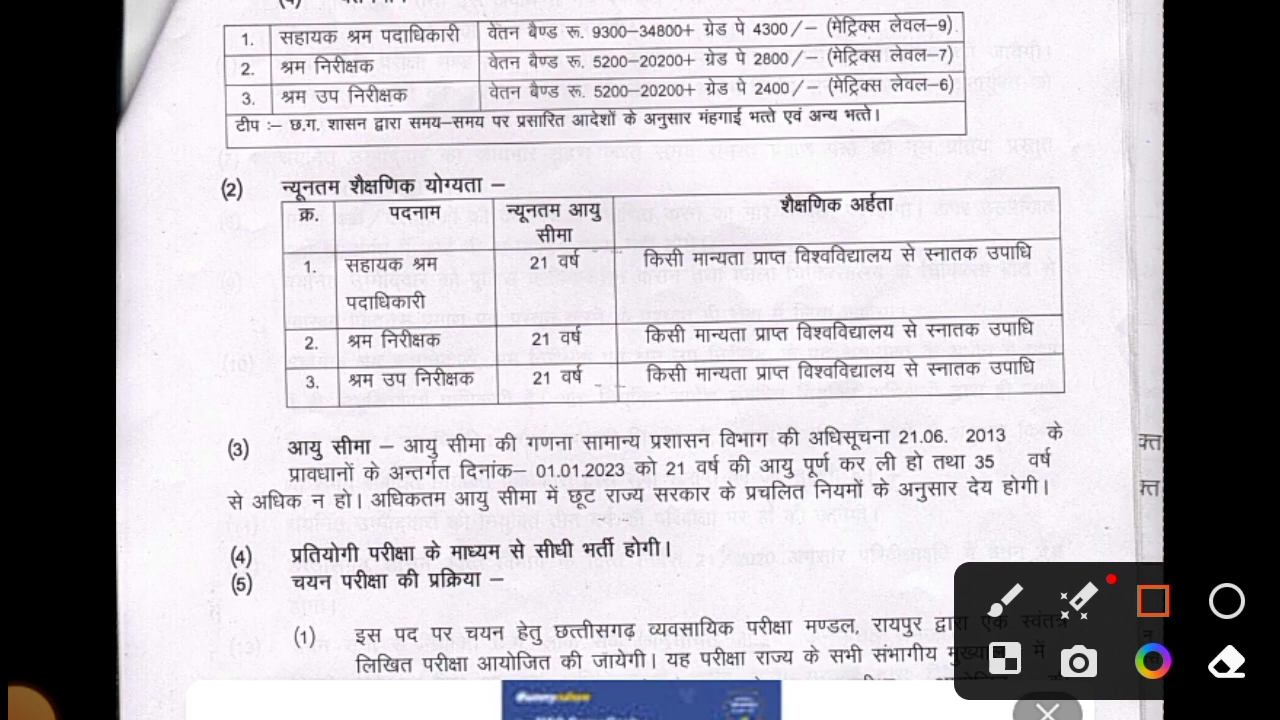 1. सहायक श्रम पदाधिकारी वेतन बैण्ड रू. 9300–34800+ ग्रेड पे 4300/– (मेट्रिक्स लेवल–9)
2. श्रम निरीक्षक वेतन बैण्ड रू. 5200–20200+ ग्रेड पे 2800/– (मैट्रिक्स लेवल–7)
3. श्रम उप निरीक्षक वेतन बैण्ड रू. 5200–20200+ ग्रेड पे 2400/– (मैट्रिक्स लेवल–6)
टीप :– छ.ग. शासन द्वारा समय–समय पर प्रसारित आदेशों के अनुसार मंहगाई भत्ते एवं अन्य भत्ते।
(2) न्यूनतम शैक्षणिक योग्यता –
क्र. पदनाम न्यूनतम आयु शैक्षणिक अर्हता
सीमा
1. सहायक श्रम 21 वर्ष किसी मान्यता प्राप्त विश्वविद्यालय से स्नातक उपाधि
पदाधिकारी
2. श्रम निरीक्षक 21 वर्ष किसी मान्यता प्राप्त विश्वविद्यालय से स्नातक उपाधि
3. श्रम उप निरीक्षक 21 वर्ष किसी मान्यता प्राप्त विश्वविद्यालय से स्नातक उपाधि
(3) आयु सीमा – आयु सीमा की गणना सामान्य प्रशासन विभाग की अधिसूचना 21.06. 2013 के
प्रावधानों के अन्तर्गत दिनांक– 01.01.2023 को 21 वर्ष की आयु पूर्ण कर ली हो तथा 35 वर्ष
से अधिक न हो। अधिकतम आयु सीमा में छूट राज्य सरकार के प्रचलित नियमों के अनुसार देय होगी।
(4) प्रतियोगी परीक्षा के माध्यम से सीधी भर्ती होगी।
(5) चयन परीक्षा की प्रक्रिया –
(1) इस पद पर चयन हेतु छत्तीसगढ़ व्यवसायिक परीक्षा मण्डल, रायपुर द्वारा एक स्वतंत्र
लिखित परीक्षा आयोजित की जायेगी। यह परीक्षा राज्य के सभी संभागीय में